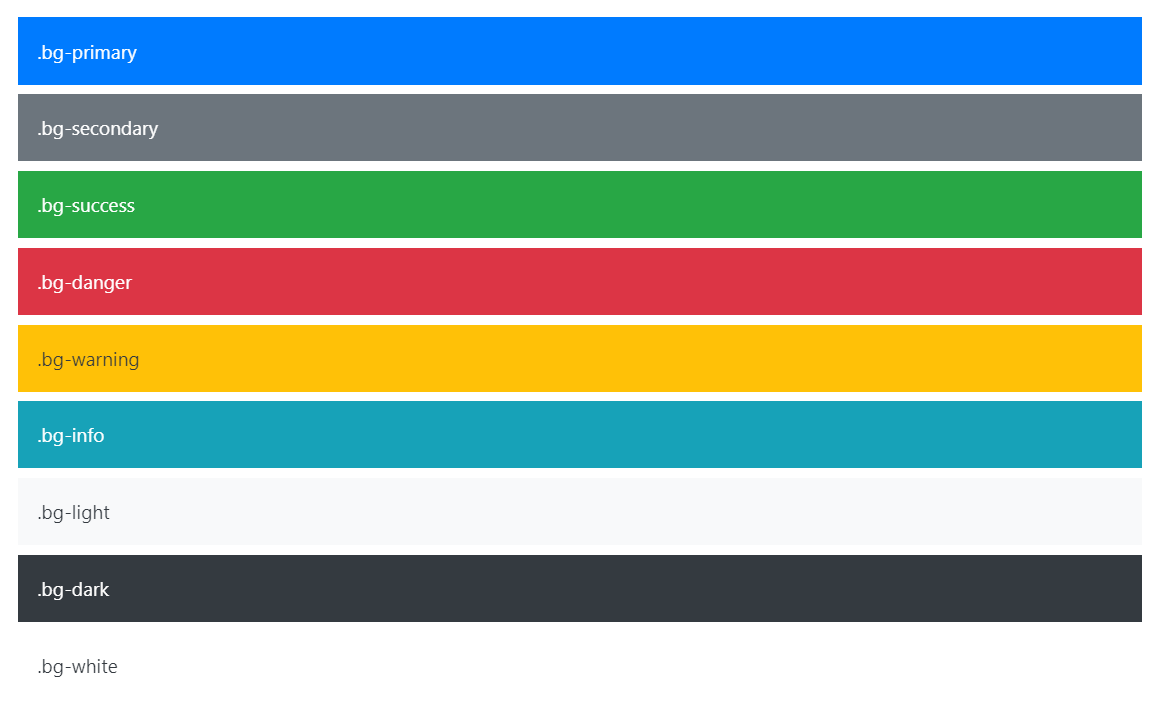 .bg-primary
.bg-secondary
.bg-success
.bg-danger
.bg-warning
.bg-info
.bg-light
.bg-dark
.bg-white